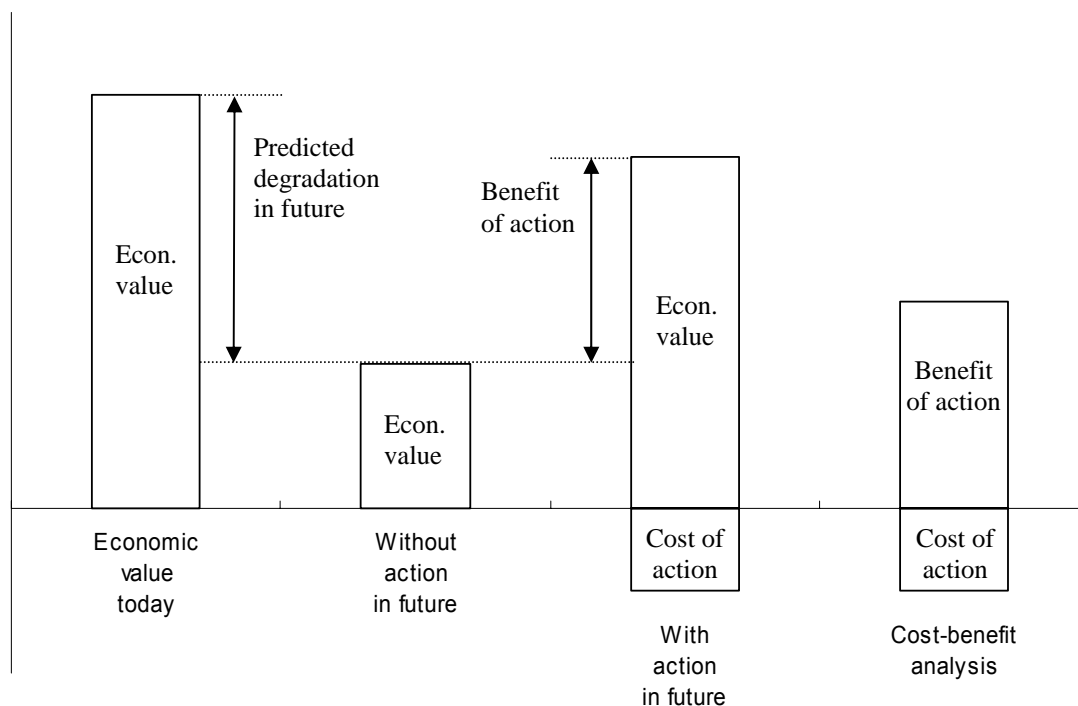 Predicted
degradation
in future
Benefit
of action
Econ.
value
Econ.
value
Econ.
value
Benefit
of action
Cost of
action
Cost of
action
Economic
value
today
Without
action
in future
With
action
in future
Cost-benefit
analysis